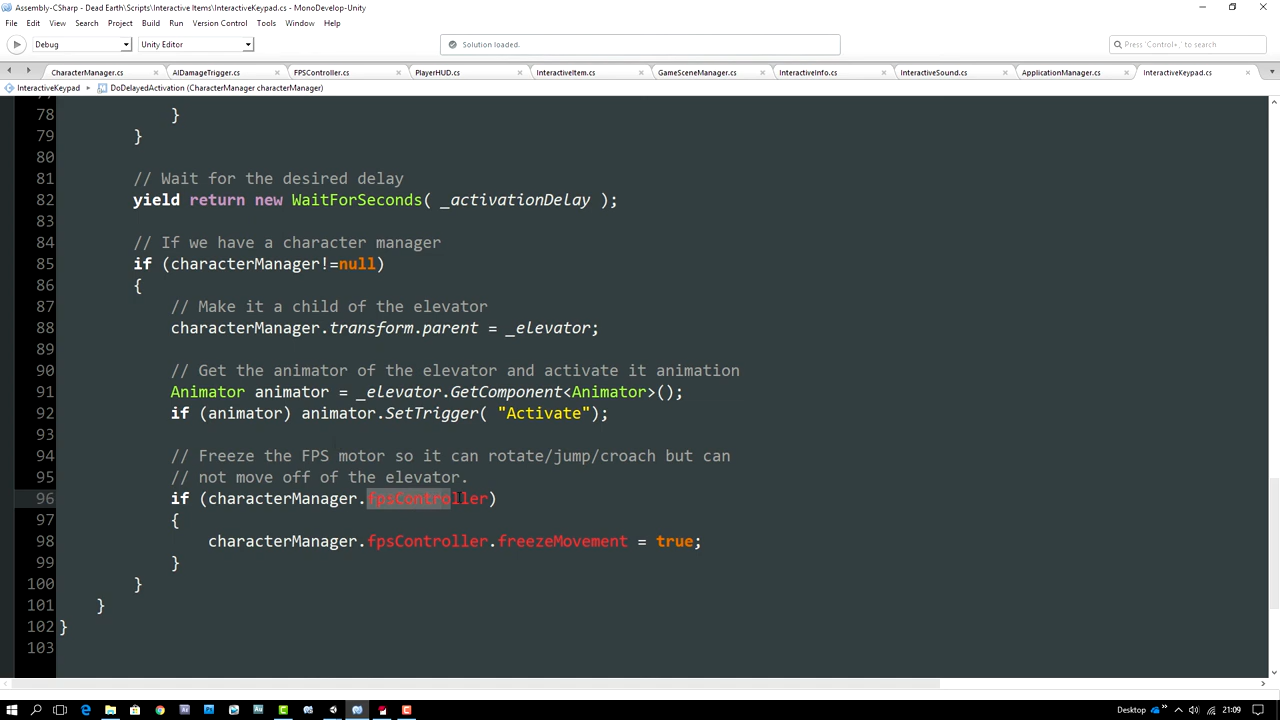 Assembly-CSharp - Dead Earth\Scripts\Interactive Items\InteractiveKeypad.cs - MonoDevelop-Unity
File Edit View Search Project Build Run Version Control Tools Window Help
Debug Unity Editor Solution loaded. Press 'Control+,' to search
CharacterManager.cs AIDamageTrigger.cs FPSController.cs PlayerHUD.cs InteractiveItem.cs GameSceneManager.cs InteractiveInfo.cs InteractiveSound.cs ApplicationManager.cs InteractiveKeypad.cs
InteractiveKeypad DoDelayedActivation (CharacterManager characterManager)
78 }
79 }
80
81 // Wait for the desired delay
82 yield return new WaitForSeconds( _activationDelay );
83
84 // If we have a character manager
85 if (characterManager!=null)
86 {
87 // Make it a child of the elevator
88 characterManager.transform.parent = _elevator;
89
90 // Get the animator of the elevator and activate it animation
91 Animator animator = _elevator.GetComponent<Animator>();
92 if (animator) animator.SetTrigger( "Activate");
93
94 // Freeze the FPS motor so it can rotate/jump/croach but can
95 // not move off of the elevator.
96 if (characterManager.fpsController)
97 {
98 characterManager.fpsController.freezeMovement = true;
99 }
100 }
101 }
102 }
103
Desktop 21:09